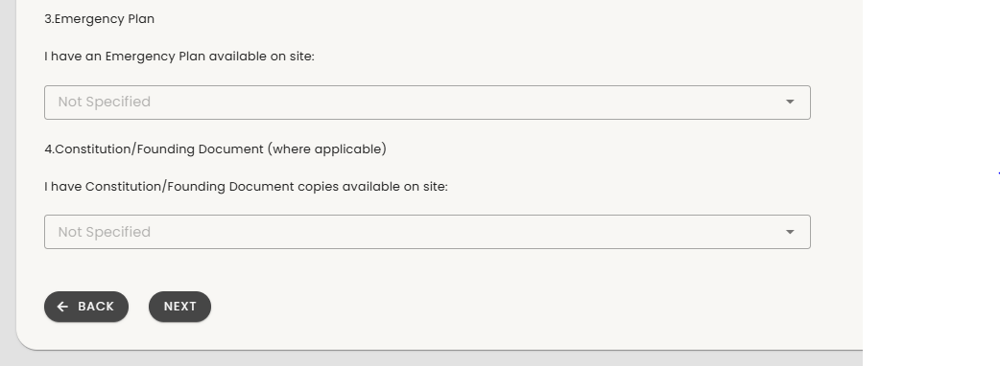 3.Emergency Plan
I have an Emergency Plan available on site:
Not Specified
4.Constitution/Founding Document (where applicable)
I have Constitution/Founding Document copies available on site:
Not Specified
BACK NEXT